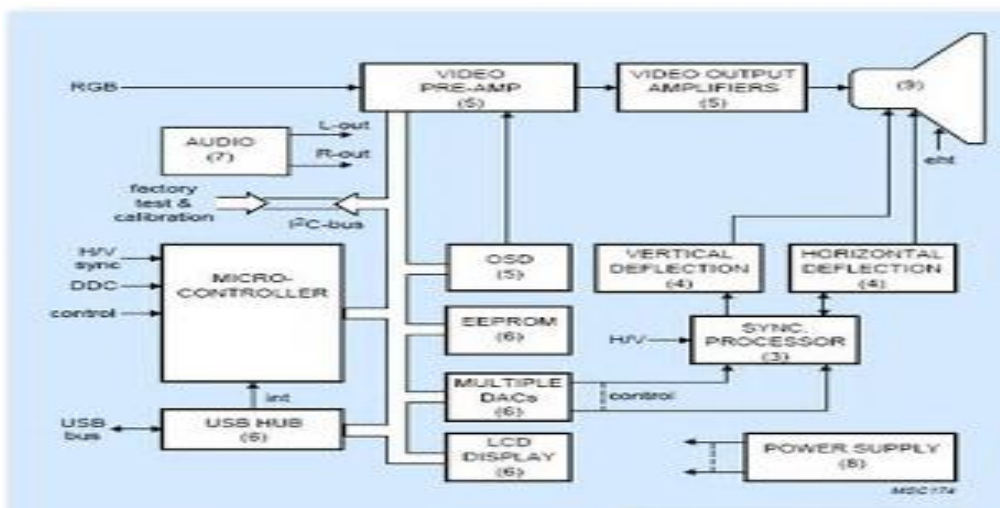 RGB
VIDEO
PRE-AMP
(5)
VIDEO OUTPUT
AMPLIFIERS
(5)
(9)
eht
AUDIO
(7)
L-out
R-out
factory
test &
calibration
I²C-bus
H/V
sync
DDC
control
MICRO-
CONTROLLER
OSD
(5)
VERTICAL
DEFLECTION
(4)
HORIZONTAL
DEFLECTION
(4)
EEPROM
(6)
H/V
SYNC.
PROCESSOR
(3)
int
MULTIPLE
DACs
(6)
control
USB
bus
USB HUB
(6)
LCD
DISPLAY
(6)
POWER SUPPLY
(8)
MSC174